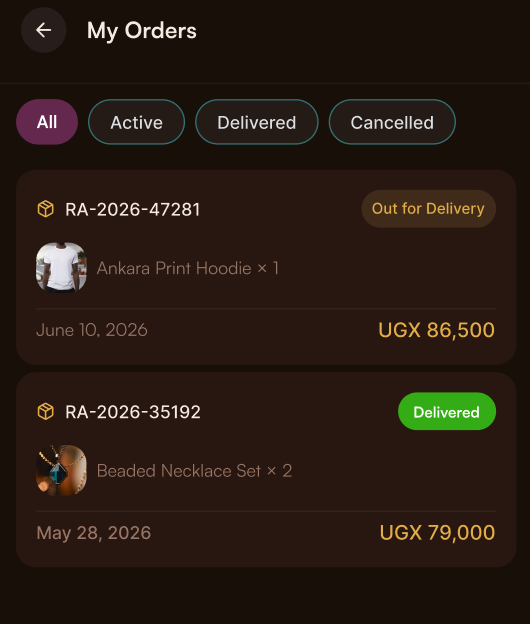 My Orders
All
Active
Delivered
Cancelled
RA-2026-47281
Out for Delivery
Ankara Print Hoodie × 1
June 10, 2026
UGX 86,500
RA-2026-35192
Delivered
Beaded Necklace Set × 2
May 28, 2026
UGX 79,000